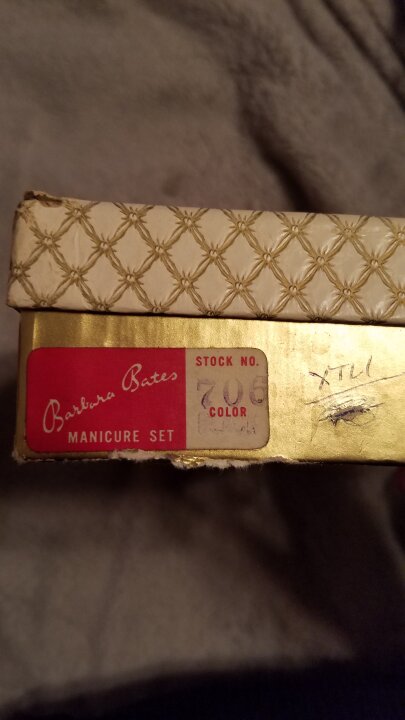 Barbara Bates
MANICURE SET
STOCK NO.
706
COLOR